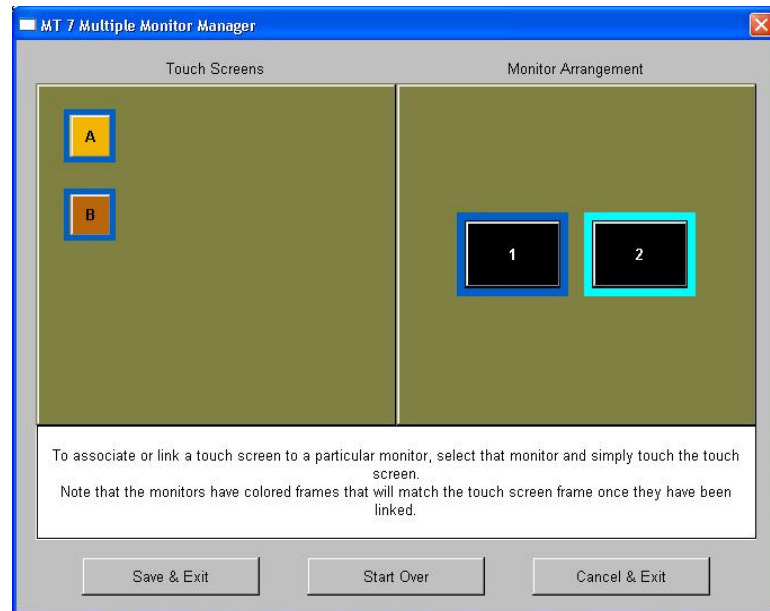 MT 7 Multiple Monitor Manager
Touch Screens
Monitor Arrangement
A
B
1
2
To associate or link a touch screen to a particular monitor, select that monitor and simply touch the touch
screen.
Note that the monitors have colored frames that will match the touch screen frame once they have been
linked.
Save & Exit
Start Over
Cancel & Exit